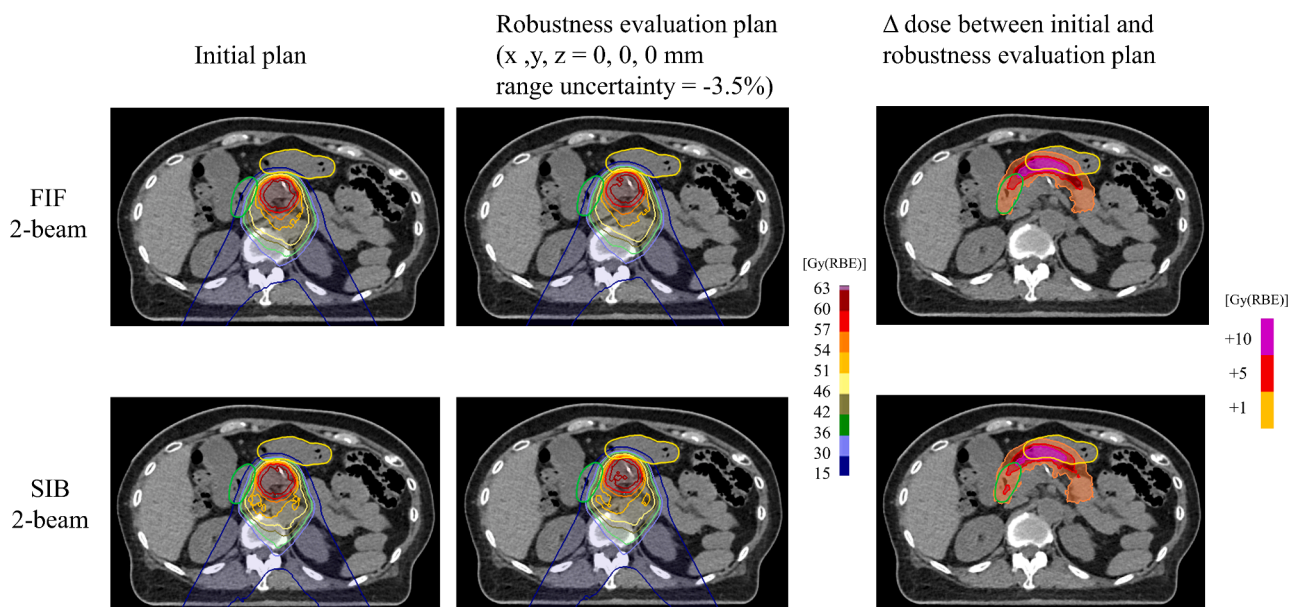 Initial plan
Robustness evaluation plan
(x ,y, z = 0, 0, 0 mm
range uncertainty = -3.5%)
Δ dose between initial and
robustness evaluation plan
FIF
2-beam
[Gy(RBE)]
63
60
57
54
51
46
42
36
30
15
[Gy(RBE)]
+10
+5
+1
SIB
2-beam